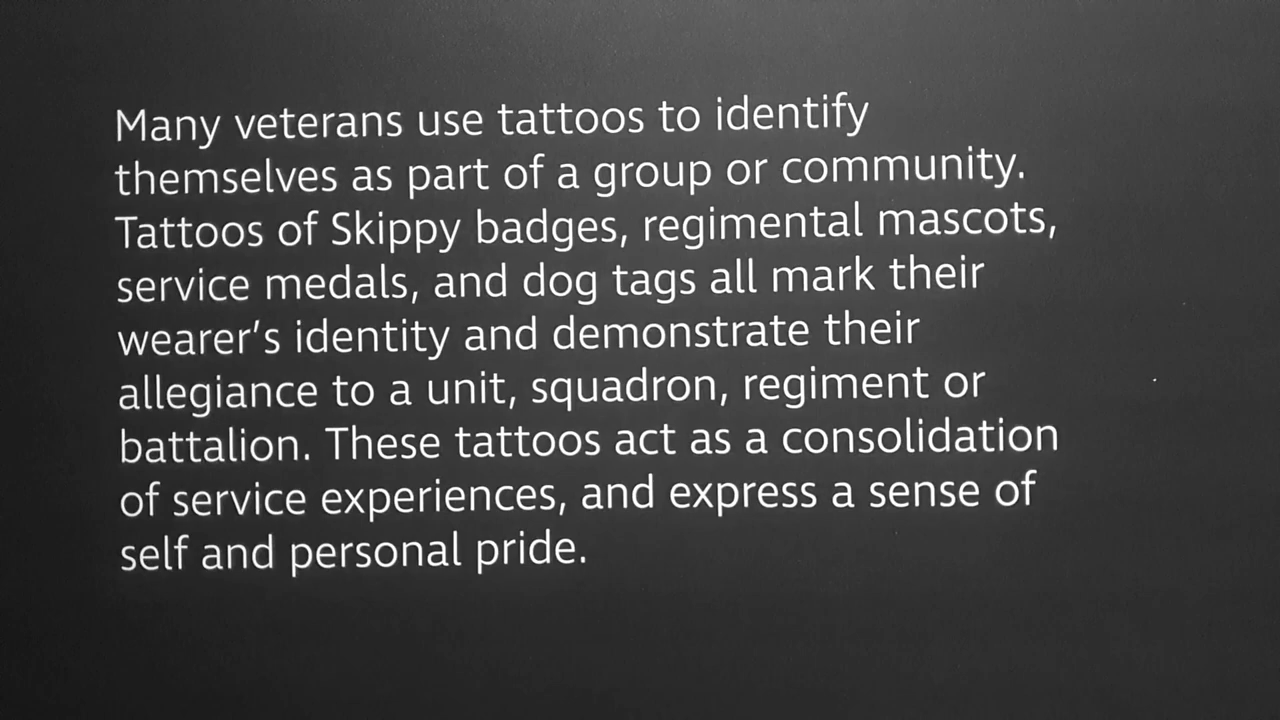 Many veterans use tattoos to identify
themselves as part of a group or community.
Tattoos of Skippy badges, regimental mascots,
service medals, and dog tags all mark their
wearer’s identity and demonstrate their
allegiance to a unit, squadron, regiment or
battalion. These tattoos act as a consolidation
of service experiences, and express a sense of
self and personal pride.